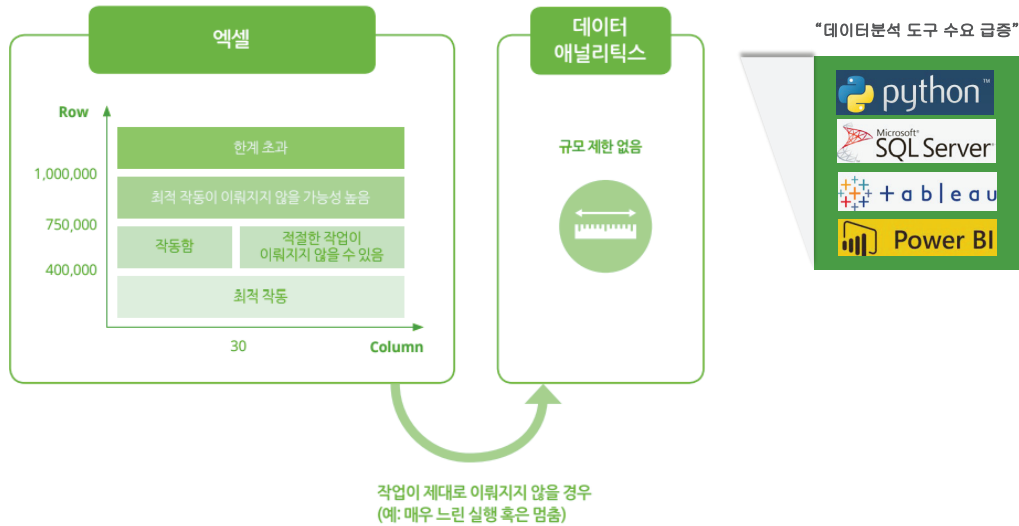 엑셀
Row
한계 초과
1,000,000
최적 작동이 이뤄지지 않을 가능성 높음
750,000
작동함
적절한 작업이
이뤄지지 않을 수 있음
400,000
최적 작동
30
Column
데이터
애널리틱스
규모 제한 없음
작업이 제대로 이뤄지지 않을 경우
(예: 매우 느린 실행 혹은 멈춤)
“데이터분석 도구 수요 급증”
python™
Microsoft®
SQL Server®
+ableau
Power BI